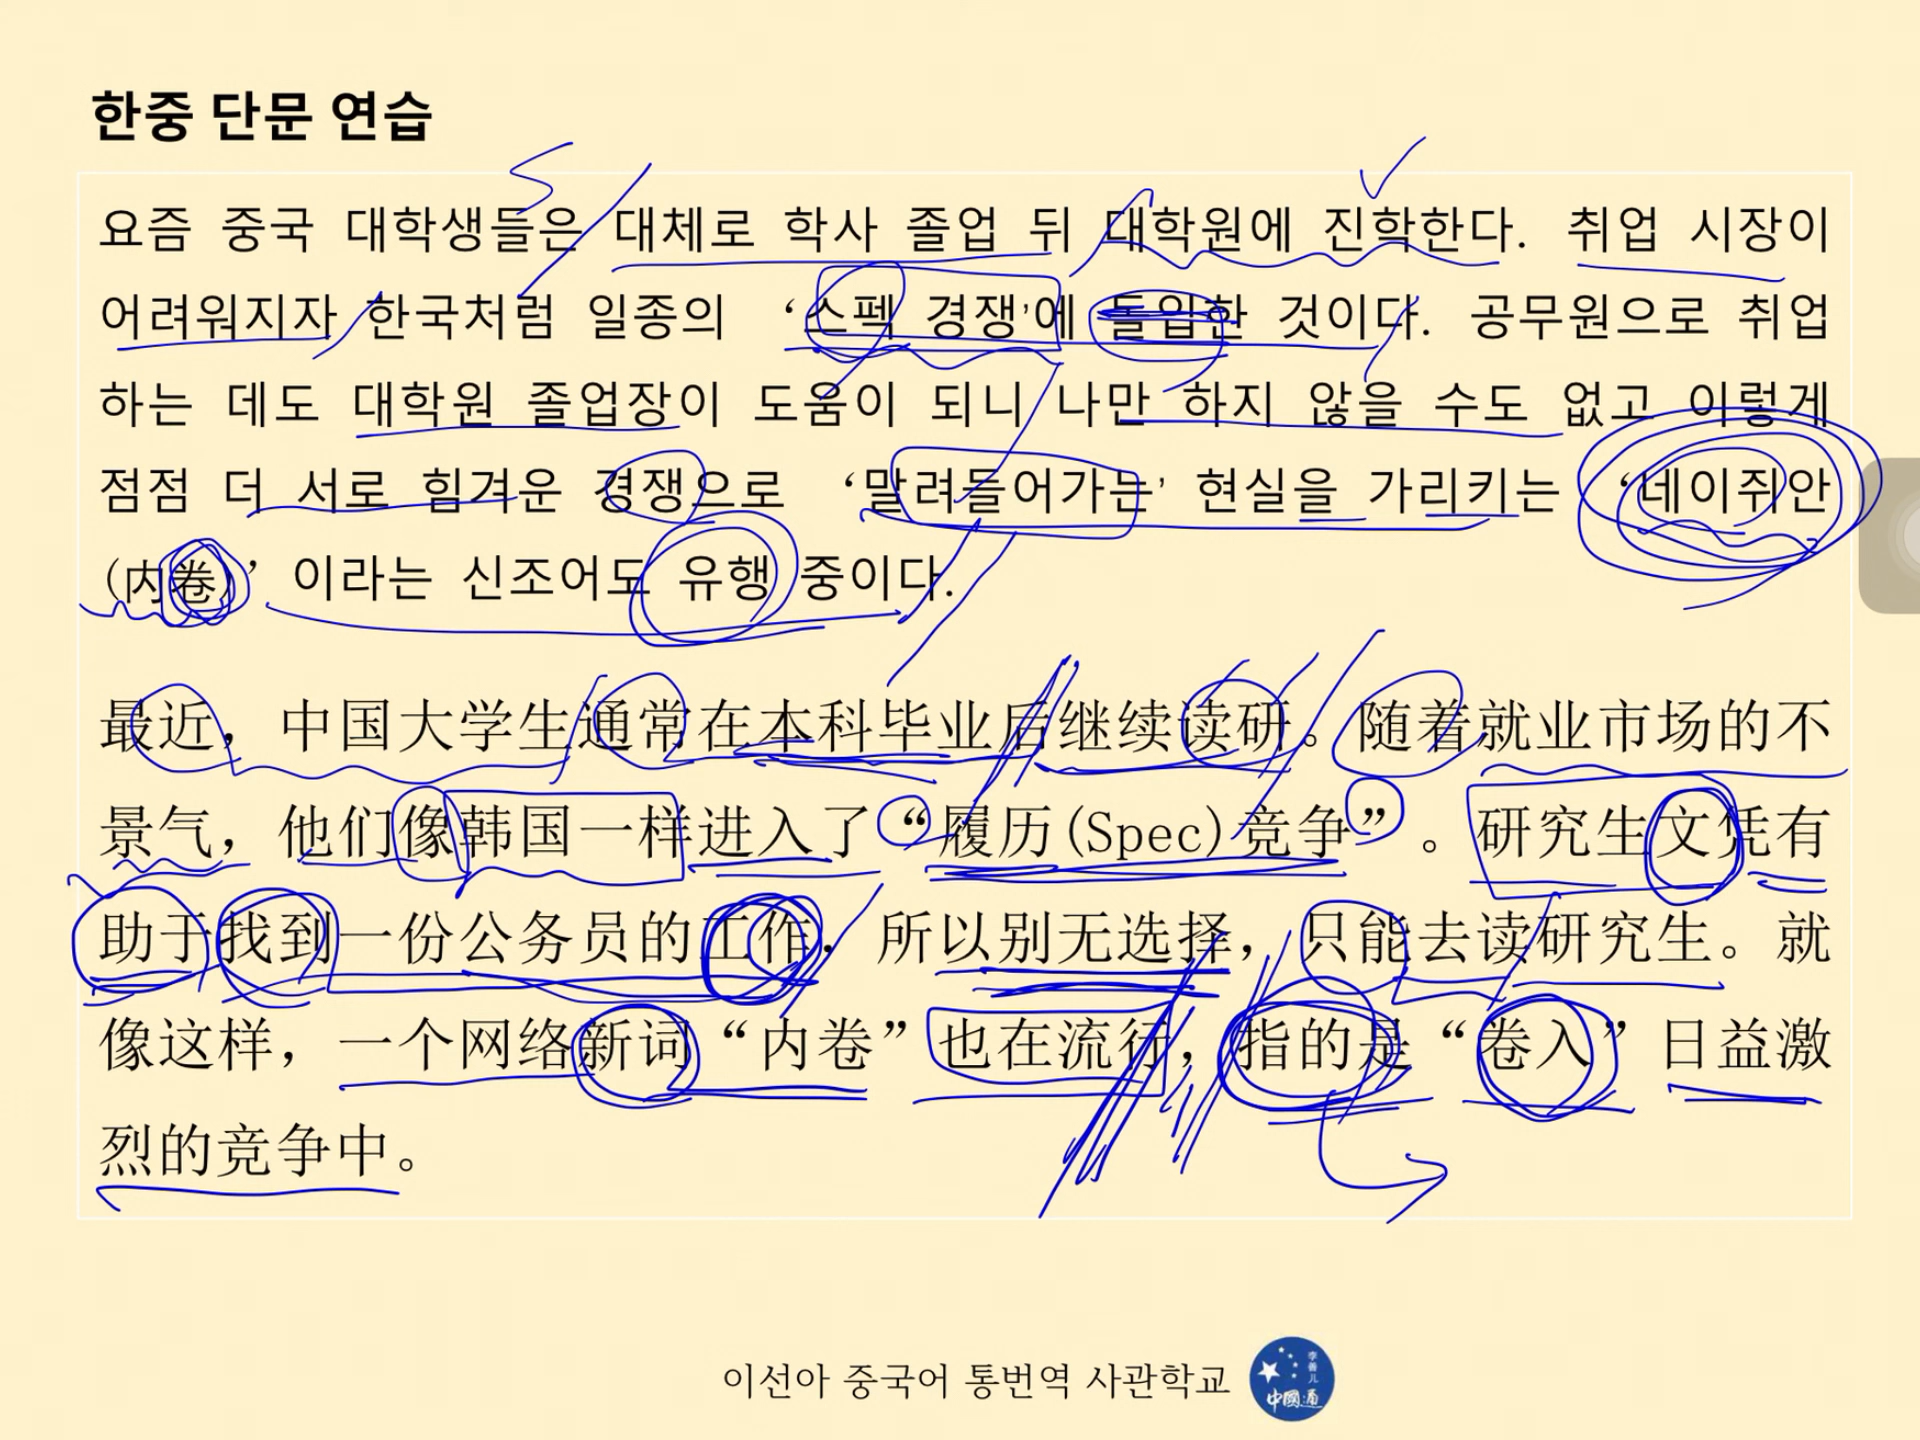 한중 단문 연습
요즘 중국 대학생들은 대체로 학사 졸업 뒤 대학원에 진학한다. 취업 시장이
어려워지자 한국처럼 일종의 ‘스펙 경쟁’에 돌입한 것이다. 공무원으로 취업
하는 데도 대학원 졸업장이 도움이 되니 나만 하지 않을 수도 없고 이렇게
점점 더 서로 힘겨운 경쟁으로 ‘말려들어가는’ 현실을 가리키는 ‘네이쥐안
(内卷)’ 이라는 신조어도 유행 중이다.
最近，中国大学生通常在本科毕业后继续读研。随着就业市场的不
景气，他们像韩国一样进入了“履历(Spec)竞争”。研究生文凭有
助于找到一份公务员的工作，所以别无选择，只能去读研究生。就
像这样，一个网络新词“内卷”也在流行，指的是“卷入”日益激
烈的竞争中。
이선아 중국어 통번역 사관학교
李善儿
中國通